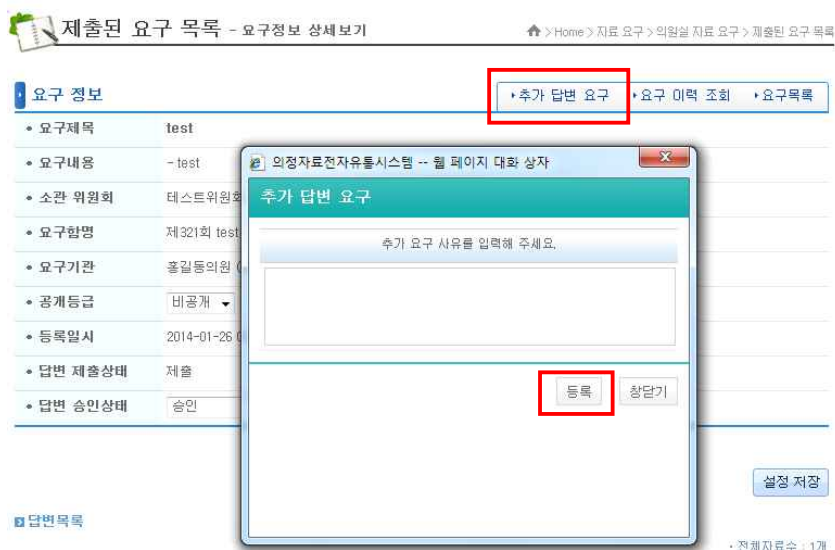 제출된 요구 목록 - 요구정보 상세보기
Home > 자료 요구 > 의원실 자료 요구 > 제출된 요구 목록
요구 정보
추가 답변 요구 요구 이력 조회 요구목록
요구제목 test
요구내용 - test
소관 위원회 테스트위원회
요구함명 제321회 test
요구기관 홍길동의원 (
공개등급 비공개
등록일시 2014-01-26
답변 제출상태 제출
답변 승인상태 승인
의정자료전자유통시스템 -- 웹 페이지 대화 상자
추가 답변 요구
추가 요구 사유를 입력해 주세요.
등록 창닫기
설정 저장
답변목록
전체자료수 : 1개